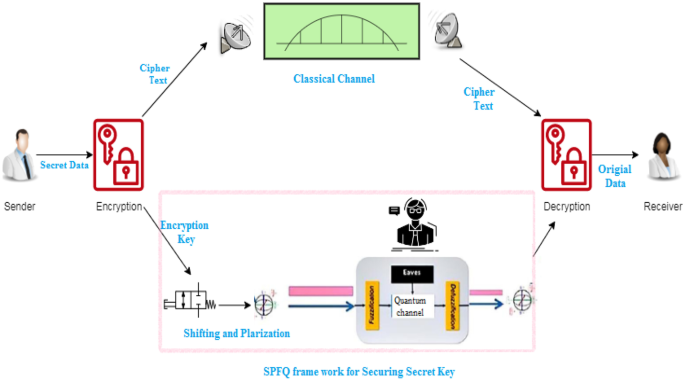 Classical Channel
Cipher
Text
Cipher
Text
Secret Data
Origial
Data
Sender
Encryption
Decryption
Receiver
Encryption
Key
Eaves
Fuzzification
Quantum
channel
Defuzzification
Shifting and Plarization
SPFQ frame work for Securing Secret Key